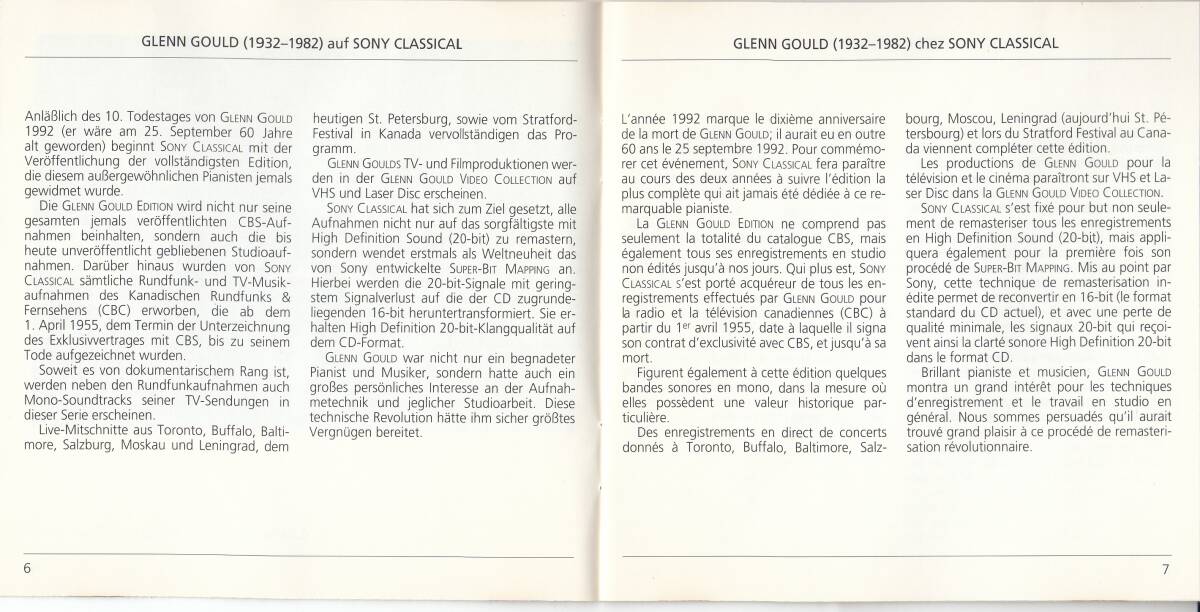 GLENN GOULD (1932–1982) auf SONY CLASSICAL
Anläßlich des 10. Todestages von GLENN GOULD
1992 (er wäre am 25. September 60 Jahre
alt geworden) beginnt SONY CLASSICAL mit der
Veröffentlichung der vollständigsten Edition,
die diesem außergewöhnlichen Pianisten jemals
gewidmet wurde.
Die GLENN GOULD EDITION wird nicht nur seine
gesamten jemals veröffentlichten CBS-Auf-
nahmen beinhalten, sondern auch die bis
heute unveröffentlicht gebliebenen Studioauf-
nahmen. Darüber hinaus wurden von SONY
CLASSICAL sämtliche Rundfunk- und TV-Musik-
aufnahmen des Kanadischen Rundfunks &
Fernsehens (CBC) erworben, die ab dem
1. April 1955, dem Termin der Unterzeichnung
des Exklusivvertrages mit CBS, bis zu seinem
Tode aufgezeichnet wurden.
Soweit es von dokumentarischem Rang ist,
werden neben den Rundfunkaufnahmen auch
Mono-Soundtracks seiner TV-Sendungen in
dieser Serie erscheinen.
Live-Mitschnitte aus Toronto, Buffalo, Balti-
more, Salzburg, Moskau und Leningrad, dem
heutigen St. Petersburg, sowie vom Stratford-
Festival in Kanada vervollständigen das Pro-
gramm.
GLENN GOULDS TV- und Filmproduktionen wer-
den in der GLENN GOULD VIDEO COLLECTION auf
VHS und Laser Disc erscheinen.
SONY CLASSICAL hat sich zum Ziel gesetzt, alle
Aufnahmen nicht nur auf das sorgfältigste mit
High Definition Sound (20-bit) zu remastern,
sondern wendet erstmals als Weltneuheit das
von Sony entwickelte SUPER-BIT MAPPING an.
Hierbei werden die 20-bit-Signale mit gering-
stem Signalverlust auf die der CD zugrunde-
liegenden 16-bit heruntertransformiert. Sie er-
halten High Definition 20-bit-Klangqualität auf
dem CD-Format.
GLENN GOULD war nicht nur ein begnadeter
Pianist und Musiker, sondern hatte auch ein
großes persönliches Interesse an der Aufnah-
metechnik und jeglicher Studioarbeit. Diese
technische Revolution hätte ihm sicher größtes
Vergnügen bereitet.
6
GLENN GOULD (1932–1982) chez SONY CLASSICAL
L'année 1992 marque le dixième anniversaire
de la mort de GLENN GOULD; il aurait eu en outre
60 ans le 25 septembre 1992. Pour commémo-
rer cet événement, SONY CLASSICAL fera paraître
au cours des deux années à suivre l'édition la
plus complète qui ait jamais été dédiée à ce re-
marquable pianiste.
La GLENN GOULD EDITION ne comprend pas
seulement la totalité du catalogue CBS, mais
également tous ses enregistrements en studio
non édités jusqu'à nos jours. Qui plus est, SONY
CLASSICAL s'est porté acquéreur de tous les en-
registrements effectués par GLENN GOULD pour
la radio et la télévision canadiennes (CBC) à
partir du 1er avril 1955, date à laquelle il signa
son contrat d'exclusivité avec CBS, et jusqu'à sa
mort.
Figurent également à cette édition quelques
bandes sonores en mono, dans la mesure où
elles possèdent une valeur historique par-
ticulière.
Des enregistrements en direct de concerts
donnés à Toronto, Buffalo, Baltimore, Salz-
bourg, Moscou, Leningrad (aujourd'hui St. Pé-
tersbourg) et lors du Stratford Festival au Cana-
da viennent compléter cette édition.
Les productions de GLENN GOULD pour la
télévision et le cinéma paraîtront sur VHS et La-
ser Disc dans la GLENN GOULD VIDEO COLLECTION.
SONY CLASSICAL s'est fixé pour but non seule-
ment de remasteriser tous les enregistrements
en High Definition Sound (20-bit), mais appli-
quera également pour la première fois son
procédé de SUPER-BIT MAPPING. Mis au point par
Sony, cette technique de remasterisation in-
édite permet de reconvertir en 16-bit (le format
standard du CD actuel), et avec une perte de
qualité minimale, les signaux 20-bit qui reçoi-
vent ainsi la clarté sonore High Definition 20-bit
dans le format CD.
Brillant pianiste et musicien, GLENN GOULD
montra un grand intérêt pour les techniques
d'enregistrement et le travail en studio en
général. Nous sommes persuadés qu'il aurait
trouvé grand plaisir à ce procédé de remasteri-
sation révolutionnaire.
7